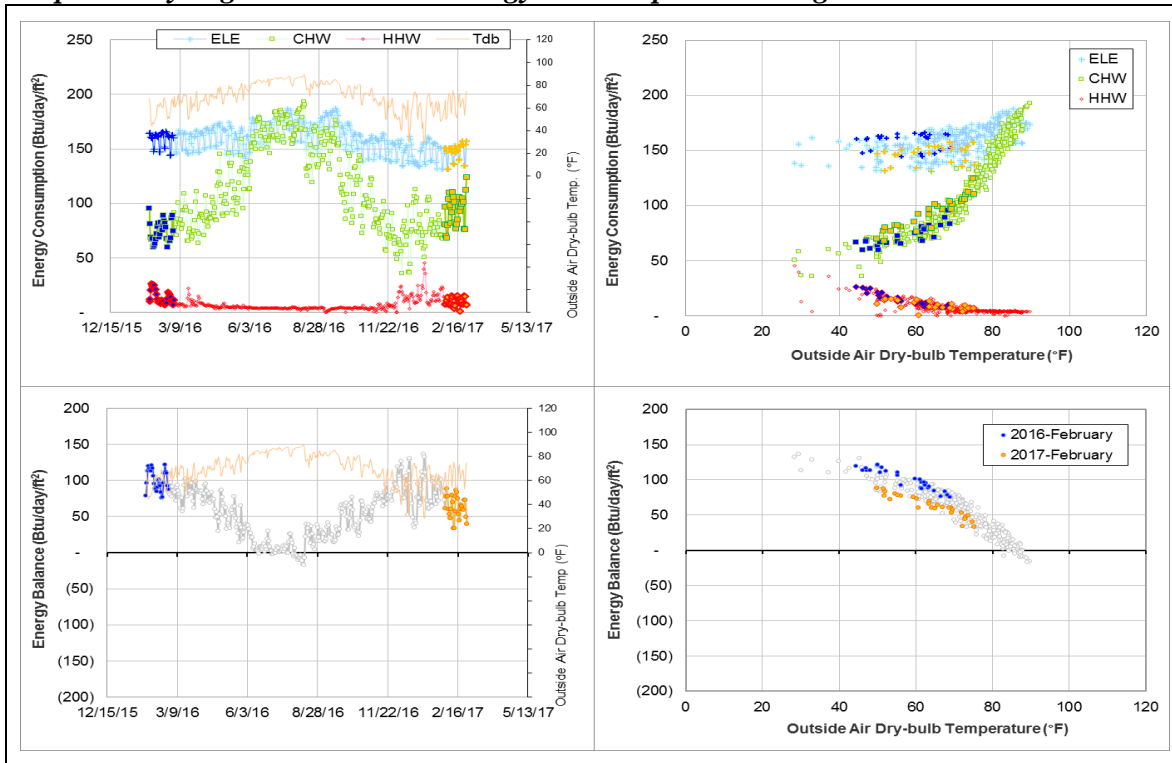 ELE CHW HHW Tdb
Energy Consumption (Btu/day/ft²)
250
200
150
100
50
-
120
100
80
60
40
20
0
Outside Air Dry-bulb Temp. (°F)
12/15/15 3/9/16 6/3/16 8/28/16 11/22/16 2/16/17 5/13/17
ELE
CHW
HHW
Energy Consumption (Btu/day/ft²)
250
200
150
100
50
-
0 20 40 60 80 100 120
Outside Air Dry-bulb Temperature (°F)
Energy Balance (Btu/day/ft²)
200
150
100
50
-
(50)
(100)
(150)
(200)
120
100
80
60
40
20
0
Outside Air Dry-bulb Temp (°F)
12/15/15 3/9/16 6/3/16 8/28/16 11/22/16 2/16/17 5/13/17
2016-February
2017-February
Energy Balance (Btu/day/ft²)
200
150
100
50
-
(50)
(100)
(150)
(200)
0 20 40 60 80 100 120
Outside Air Dry-bulb Temperature (°F)